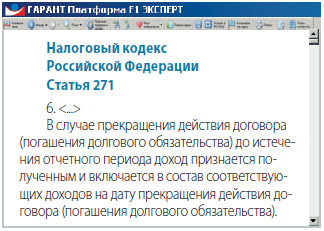 ГАРАНТ Платформа F1 ЭКСПЕРТ
Налоговый кодекс
Российской Федерации
Статья 271
6. <...>
В случае прекращения действия договора
(погашения долгового обязательства) до истече-
ния отчетного периода доход признается по-
лученным и включается в состав соответствую-
щих доходов на дату прекращения действия до-
говора (погашения долгового обязательства).